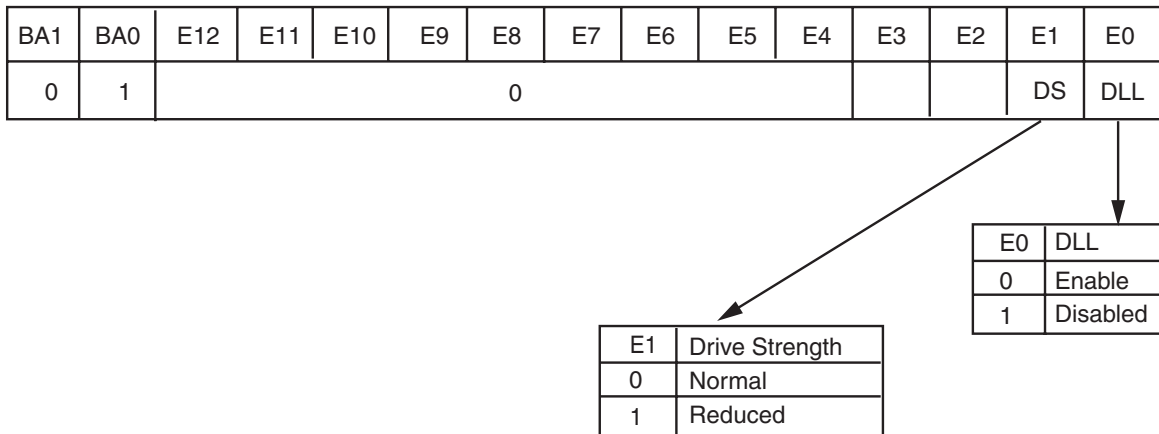 BA1 BA0 E12 E11 E10 E9 E8 E7 E6 E5 E4 E3 E2 E1 E0
0 1 0 DS DLL
E0 DLL
0 Enable
1 Disabled
E1 Drive Strength
0 Normal
1 Reduced